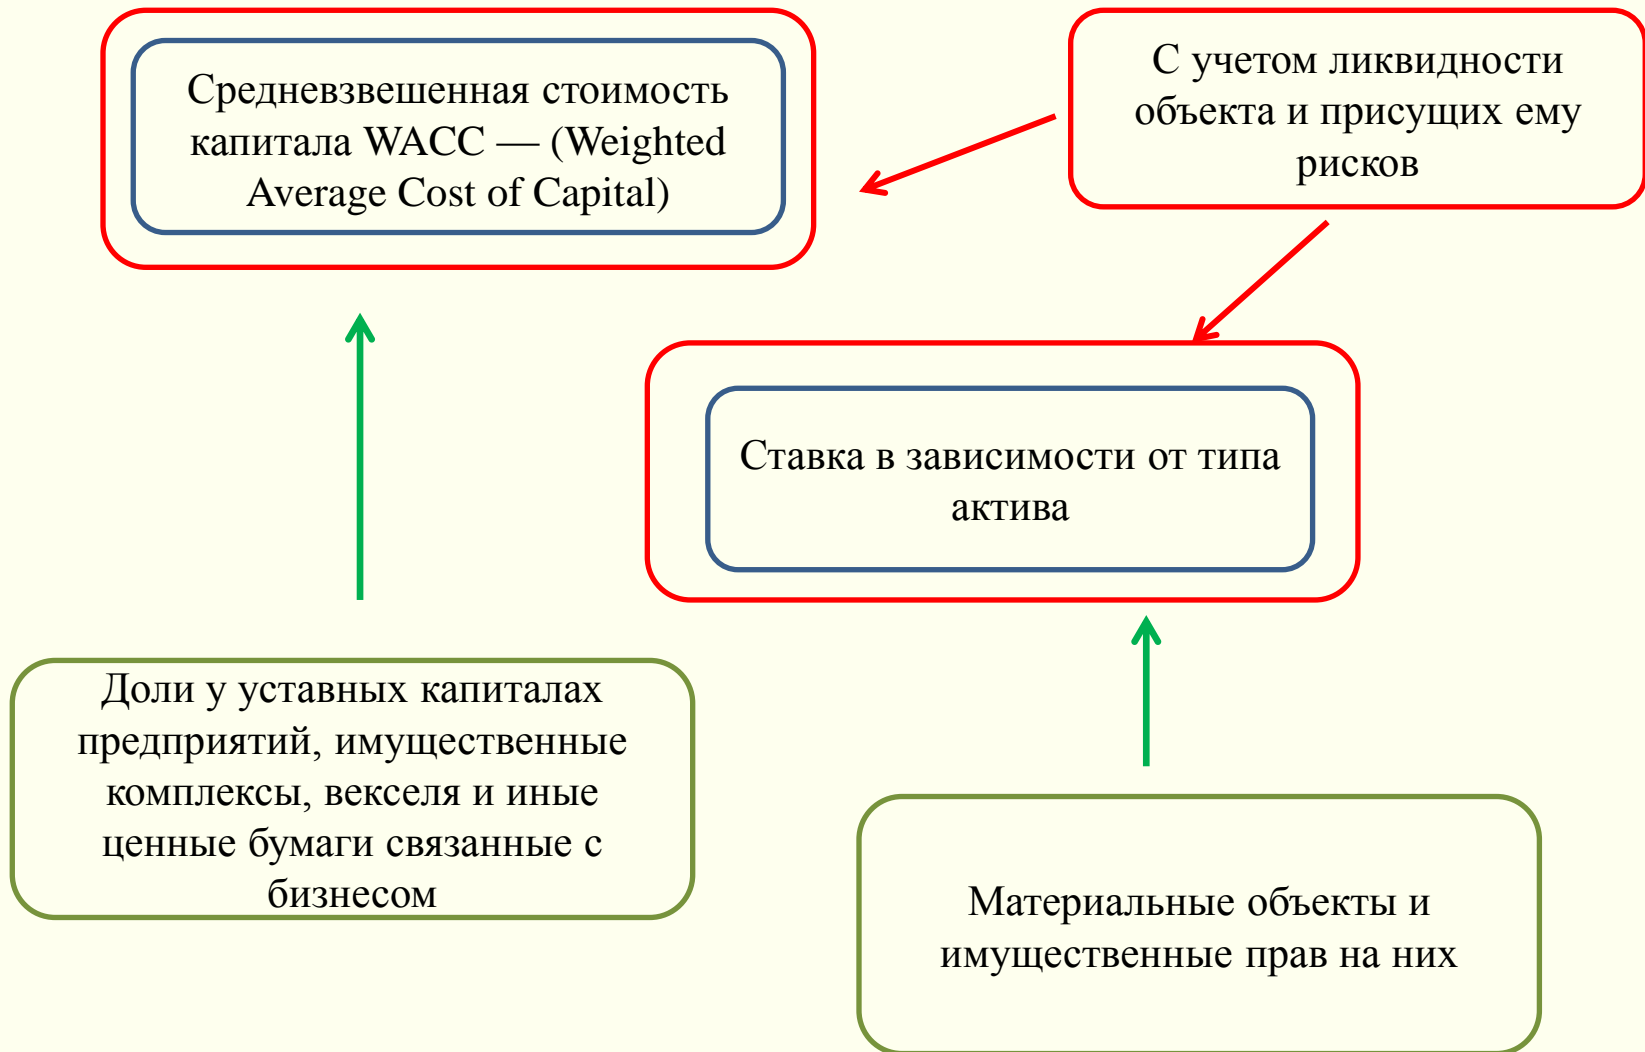 Средневзвешенная стоимость
капитала WACC — (Weighted
Average Cost of Capital)
С учетом ликвидности
объекта и присущих ему
рисков
Ставка в зависимости от типа
актива
Доли у уставных капиталах
предприятий, имущественные
комплексы, векселя и иные
ценные бумаги связанные с
бизнесом
Материальные объекты и
имущественные прав на них